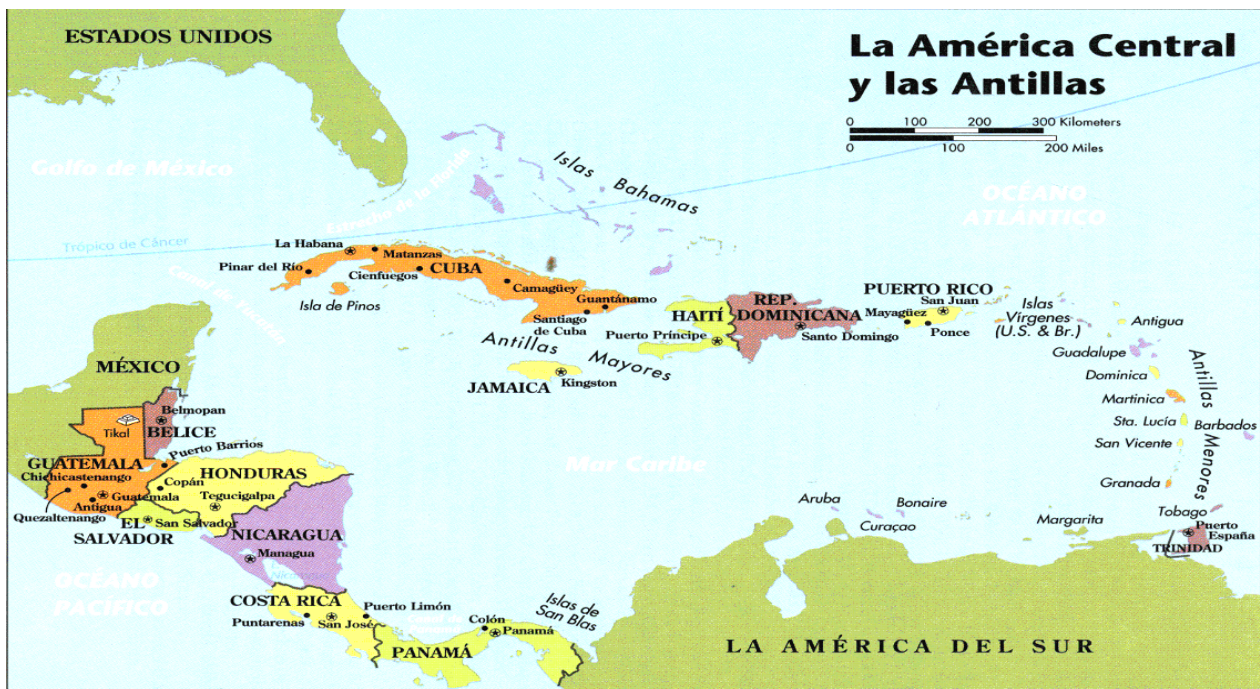 ESTADOS UNIDOS
La América Central
y las Antillas
0 100 200 300 Kilometers
0 100 200 Miles
Golfo de México
Estrecho de la Florida
Islas Bahamas
OCÉANO
ATLÁNTICO
Trópico de Câncer
La Habana
Matanzas
Pinar del Río
Cienfuegos
CUBA
Canal de Yucatán
Isla de Pinos
Camagüey
Guantánamo
Santiago
de Cuba
HAITÍ
Puerto Príncipe
REP.
DOMINICANA
Santo Domingo
PUERTO RICO
San Juan
Mayagüez
Ponce
Islas
Vírgenes
(U.S. & Br.)
Antigua
Guadalupe
Dominica
Martinica
Sta. Lucía
Barbados
San Vicente
Granada
Antillas Menores
Antillas Mayores
JAMAICA
Kingston
MÉXICO
Belmopan
BELICE
Tikal
Puerto Barrios
GUATEMALA
Chichicastenango
Guatemala
Antigua
Quezaltenango
HONDURAS
Copán
Tegucigalpa
EL
SALVADOR
San Salvador
Mar Caribe
NICARAGUA
Managua
Aruba
Bonaire
Curaçao
Margarita
Tobago
Puerto
España
TRINIDAD
OCÉANO
PACÍFICO
COSTA RICA
Puerto Limón
Puntarenas
San José
Colón
Panamá
PANAMÁ
Islas de
San Blas
LA AMÉRICA DEL SUR